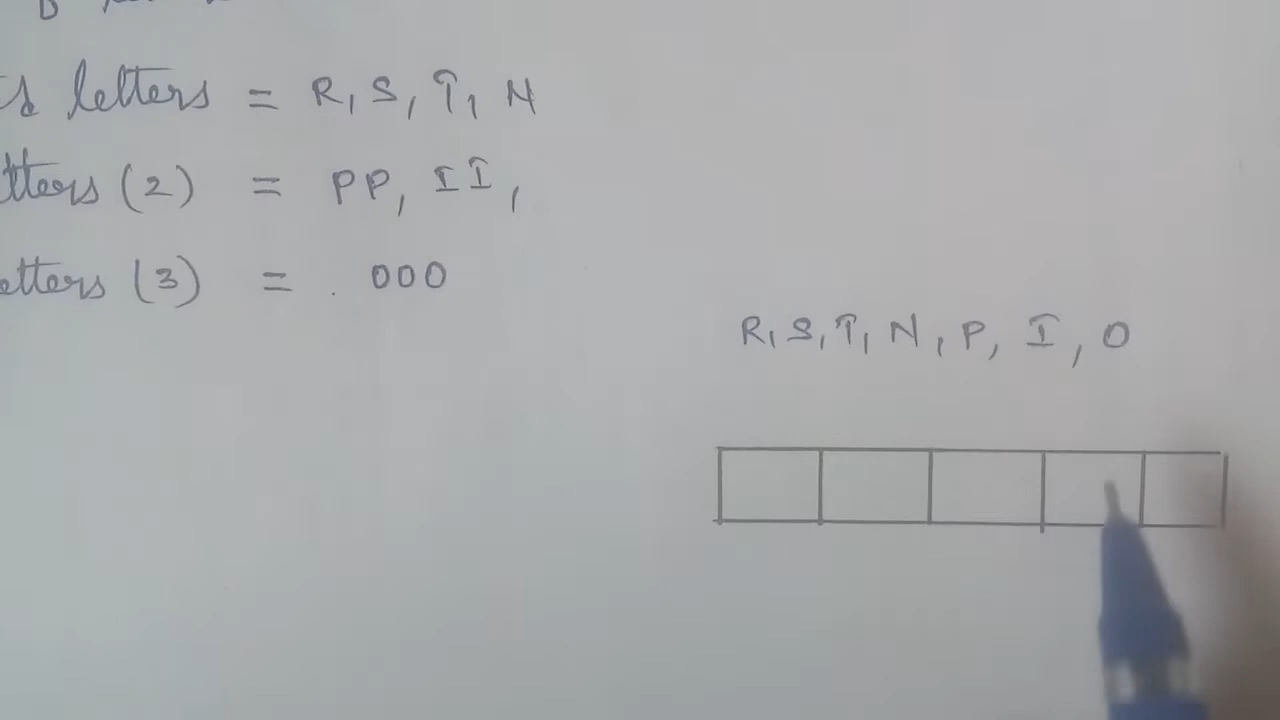 letters = R, S, T, N
tters (2) = PP, II,
etters (3) = . OOO
R, S, T, N, P, I, O